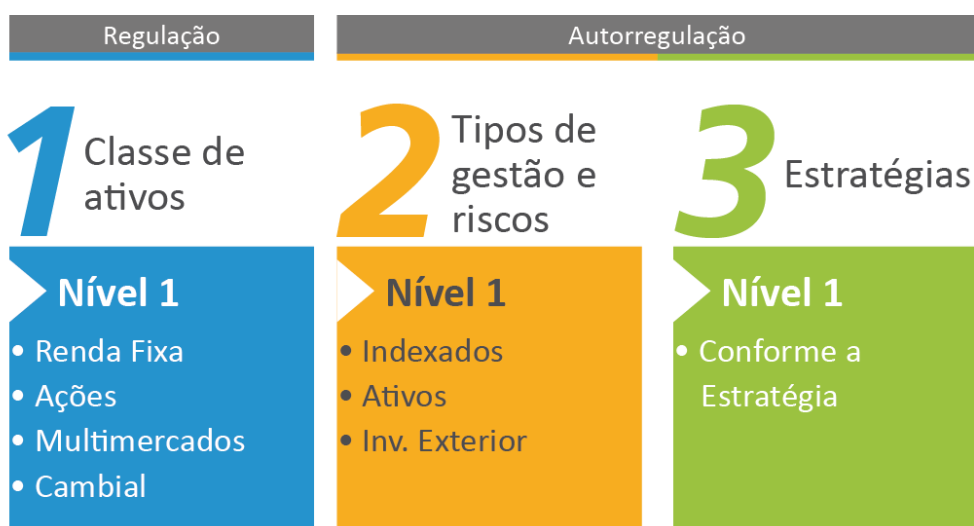 Regulação
Autorregulação
1
Classe de
ativos
2
Tipos de
gestão e
riscos
3
Estratégias
Nível 1
• Renda Fixa
• Ações
• Multimercados
• Cambial
Nível 1
• Indexados
• Ativos
• Inv. Exterior
Nível 1
• Conforme a
Estratégia